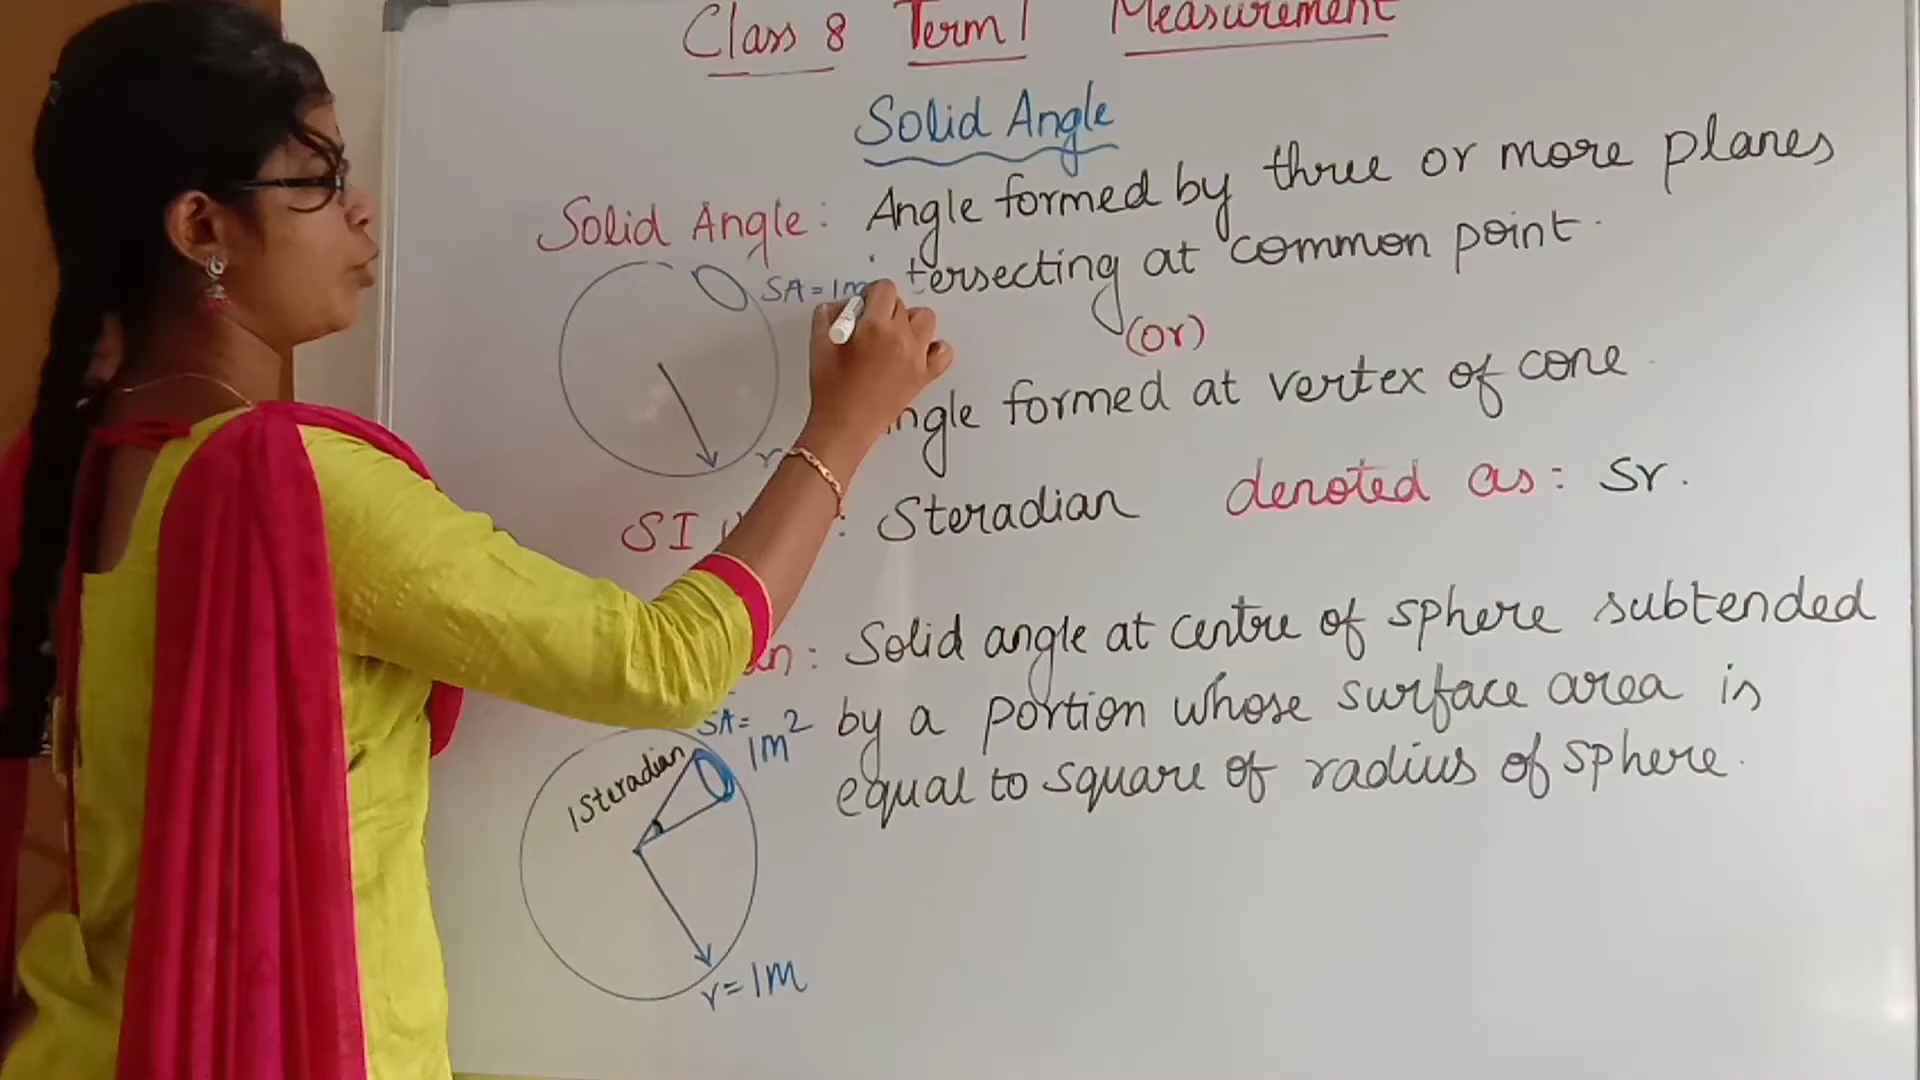 Class 8 Term 1 Measurement
Solid Angle
Solid Angle: Angle formed by three or more planes
tersecting at common point.
SA = 1m
(or)
ngle formed at vertex of cone
r
SI : Steradian denoted as: Sr.
an: Solid angle at centre of sphere subtended
by a portion whose surface area is
equal to square of radius of sphere.
SA=
1m²
1 Steradian
r=1m